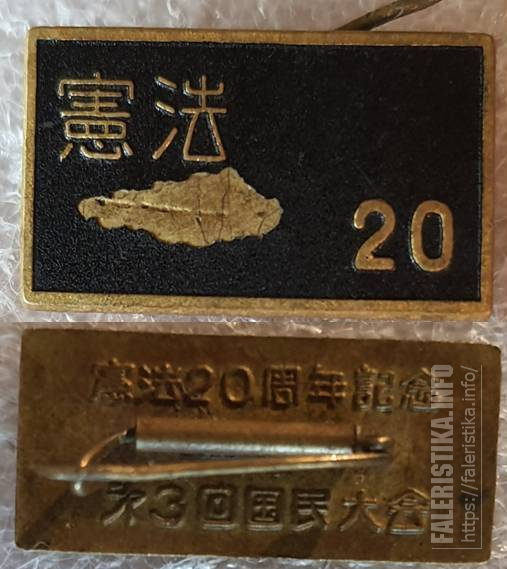 憲法
20
憲法20周年記念
第3回国民大会
FALERISTIKA.INFO
https://faleristika.info/